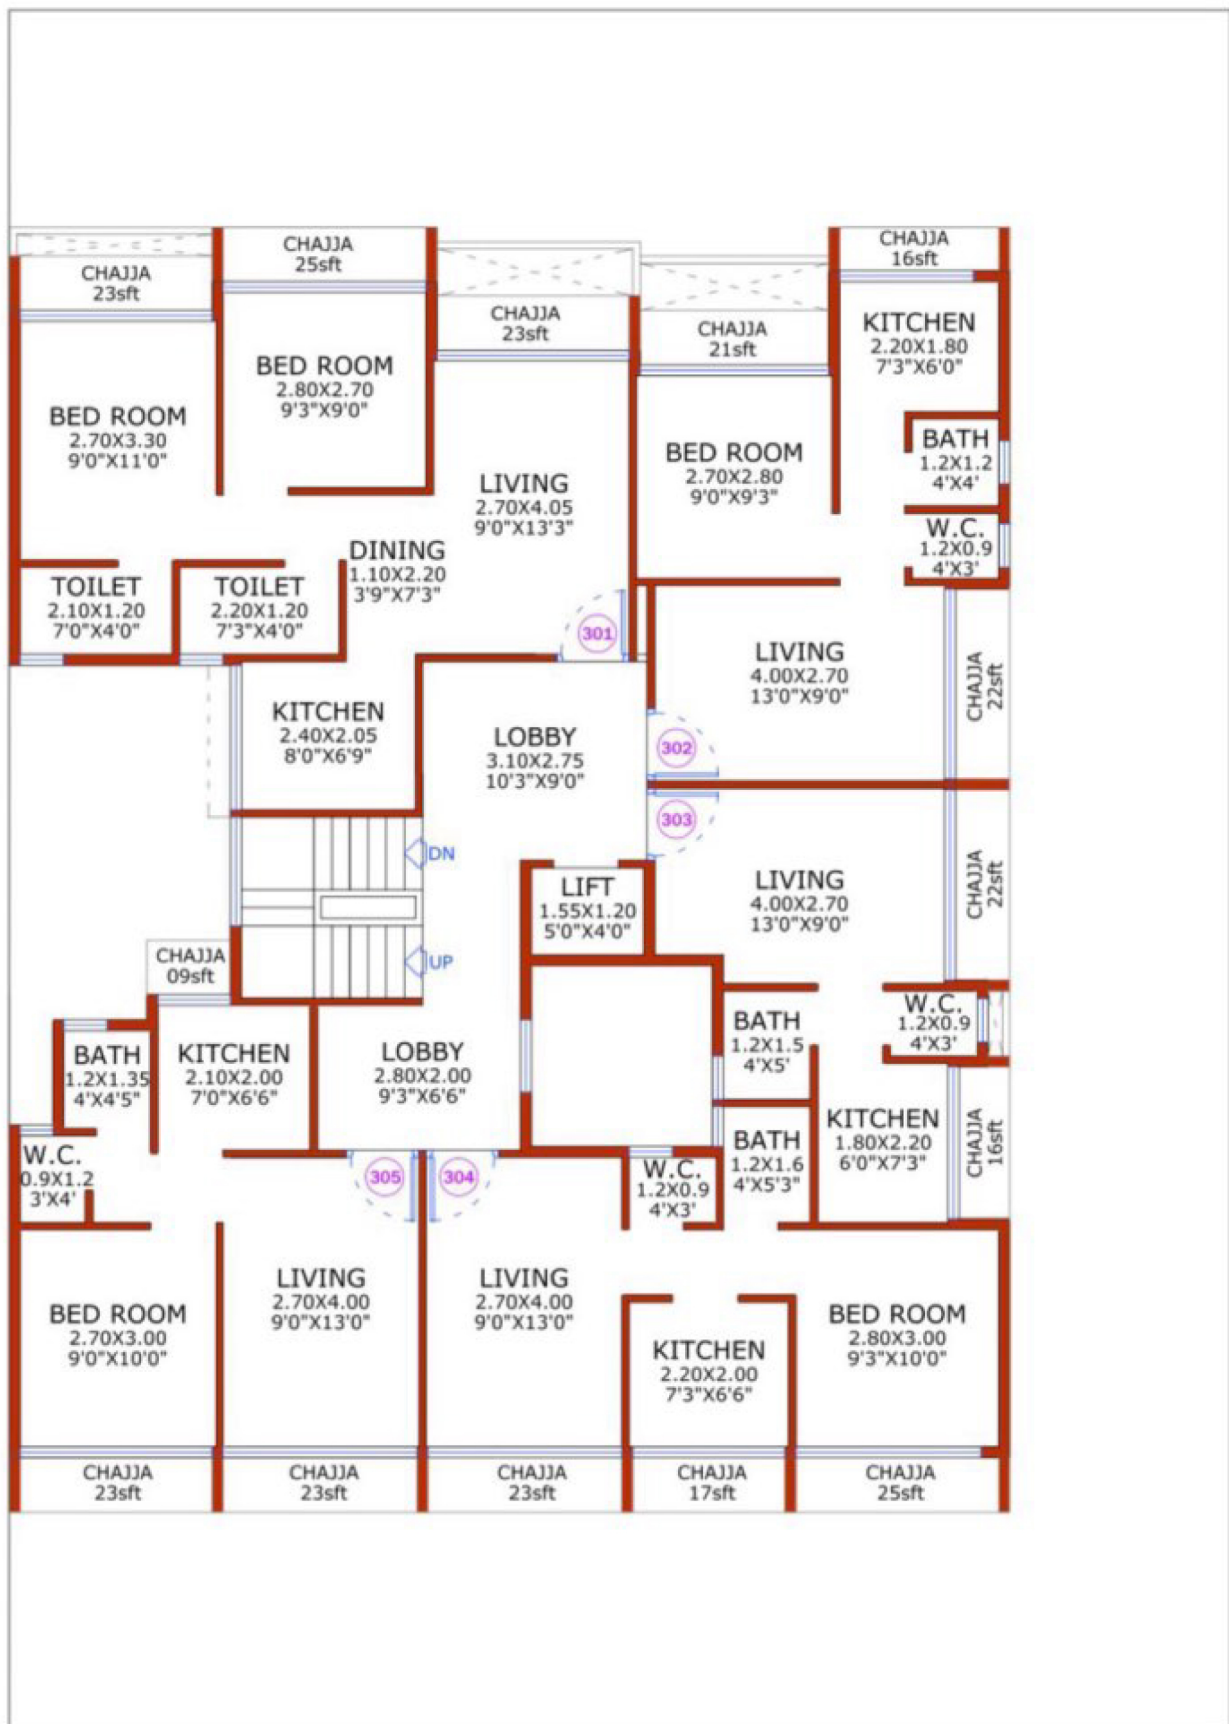 CHAJJA
23sft
CHAJJA
25sft
CHAJJA
23sft
CHAJJA
21sft
CHAJJA
16sft
BED ROOM
2.70X3.30
9'0"X11'0"
BED ROOM
2.80X2.70
9'3"X9'0"
LIVING
2.70X4.05
9'0"X13'3"
BED ROOM
2.70X2.80
9'0"X9'3"
KITCHEN
2.20X1.80
7'3"X6'0"
BATH
1.2X1.2
4'X4'
W.C.
1.2X0.9
4'X3'
DINING
1.10X2.20
3'9"X7'3"
TOILET
2.10X1.20
7'0"X4'0"
TOILET
2.20X1.20
7'3"X4'0"
301
LIVING
4.00X2.70
13'0"X9'0"
CHAJJA
22sft
KITCHEN
2.40X2.05
8'0"X6'9"
LOBBY
3.10X2.75
10'3"X9'0"
302
303
DN
LIFT
1.55X1.20
5'0"X4'0"
LIVING
4.00X2.70
13'0"X9'0"
CHAJJA
22sft
UP
CHAJJA
09sft
BATH
1.2X1.35
4'X4'5"
KITCHEN
2.10X2.00
7'0"X6'6"
LOBBY
2.80X2.00
9'3"X6'6"
BATH
1.2X1.5
4'X5'
W.C.
1.2X0.9
4'X3'
KITCHEN
1.80X2.20
6'0"X7'3"
CHAJJA
16sft
W.C.
0.9X1.2
3'X4'
305
304
W.C.
1.2X0.9
4'X3'
BATH
1.2X1.6
4'X5'3"
BED ROOM
2.70X3.00
9'0"X10'0"
LIVING
2.70X4.00
9'0"X13'0"
LIVING
2.70X4.00
9'0"X13'0"
KITCHEN
2.20X2.00
7'3"X6'6"
BED ROOM
2.80X3.00
9'3"X10'0"
CHAJJA
23sft
CHAJJA
23sft
CHAJJA
23sft
CHAJJA
17sft
CHAJJA
25sft